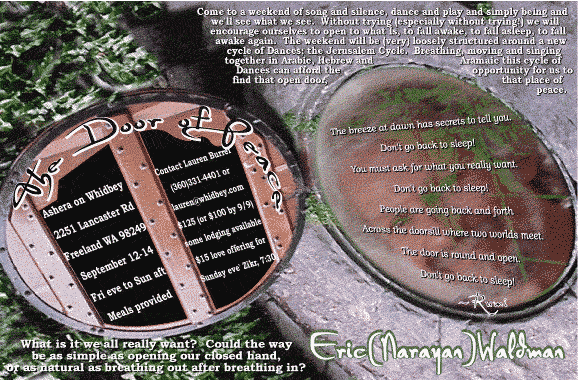 Come to a weekend of song and silence, dance and play and simply being and
we'll see what we see. Without trying (especially without trying!) we will
encourage ourselves to open to what is, to fall awake, to fall asleep, to fall
awake again. The weekend will be (very) loosely structured around a new
cycle of Dances: the Jerusalem Cycle. Breathing, moving and singing
together in Arabic, Hebrew and Aramaic this cycle of
Dances can afford the opportunity for us to
find that open door, that place of
peace.
The Door of Peace
Ashera on Whidbey
2251 Lancaster Rd
Freeland WA 98249
September 12-14
Fri eve to Sun aft
Meals provided
Contact Lauren Burrer
(360)331-4401 or
lauren@whidbey.com
$125 (or $100 by 9/9)
some lodging available
$15 love offering for
Sunday eve Zikr, 7:30
The breeze at dawn has secrets to tell you.
Don't go back to sleep!
You must ask for what you really want.
Don't go back to sleep!
People are going back and forth
Across the doorsill where two worlds meet.
The door is round and open.
Don't go back to sleep!
~Rumi
What is it we all really want? Could the way
be as simple as opening our closed hand,
or as natural as breathing out after breathing in?
Eric(Narayan)Waldman